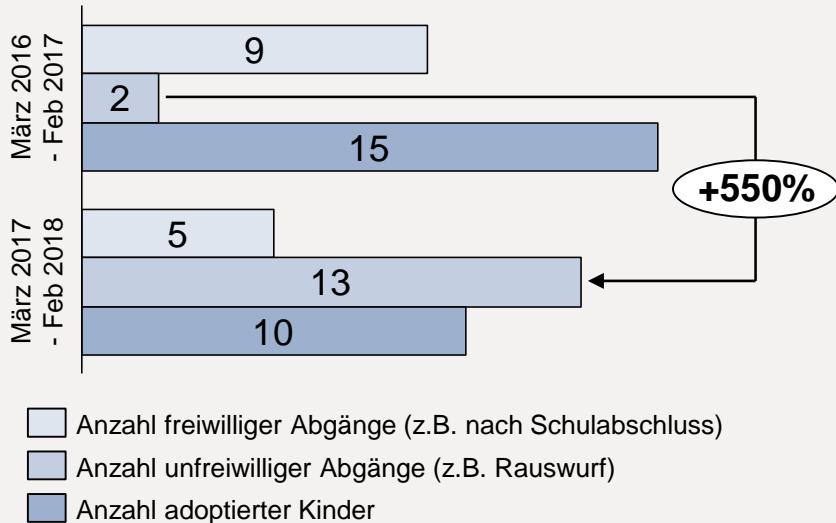 März 2016
- Feb 2017
9
2
15
+550%
März 2017
- Feb 2018
5
13
10
Anzahl freiwilliger Abgänge (z.B. nach Schulabschluss)
Anzahl unfreiwilliger Abgänge (z.B. Rauswurf)
Anzahl adoptierter Kinder